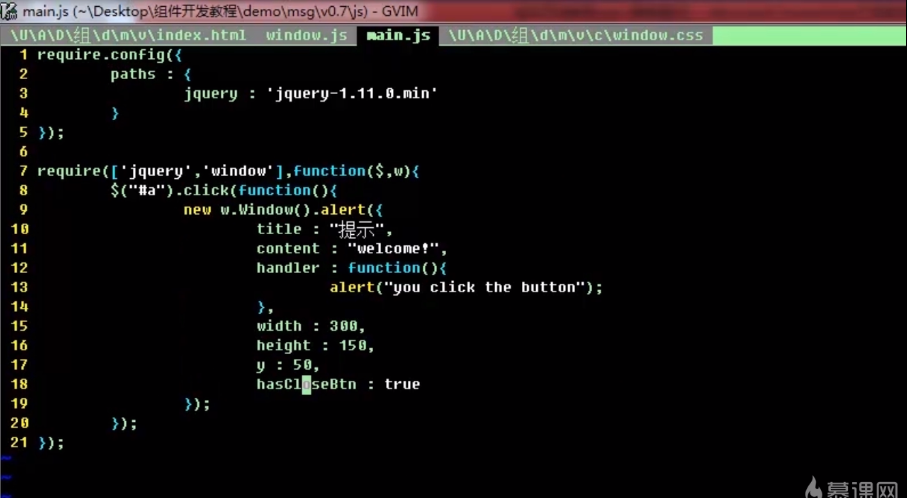 main.js (~\Desktop\组件开发教程\demo\msg\v0.7\js) - GVIM
\U\A\D\组\d\m\v\index.html window.js main.js \U\A\D\组\d\m\v\c\window.css
1 require.config({
2 paths : {
3 jquery : 'jquery-1.11.0.min'
4 }
5 });
6
7 require(['jquery','window'],function($,w){
8 $("#a").click(function(){
9 new w.Window().alert({
10 title : "提示",
11 content : "welcome!",
12 handler : function(){
13 alert("you click the button");
14 },
15 width : 300,
16 height : 150,
17 y : 50,
18 hasCloseBtn : true
19 });
20 });
21 });
~
~
慕课网